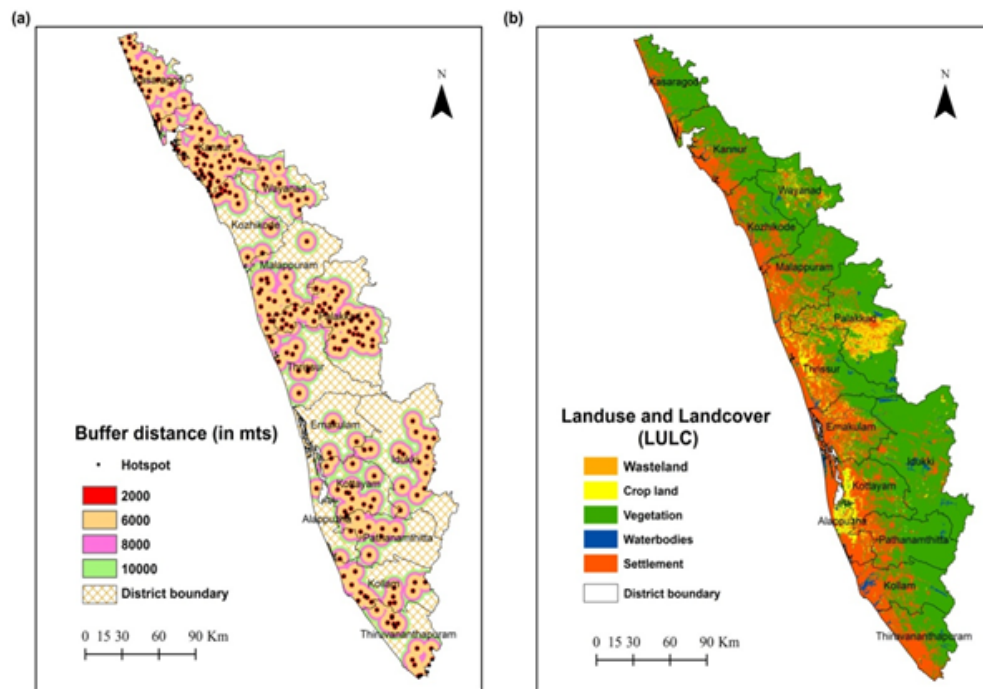 (a)
N
Kasaragod
Kannur
Wayanad
Kozhikode
Malappuram
Palakkad
Thrissur
Ernakulam
Idukki
Kottayam
Alappuzha
Pathanamthitta
Kollam
Thiruvananthapuram
Buffer distance (in mts)
Hotspot
2000
6000
8000
10000
District boundary
0 15 30 60 90 Km
(b)
N
Kasaragod
Kannur
Wayanad
Kozhikode
Malappuram
Palakkad
Thrissur
Ernakulam
Idukki
Kottayam
Alappuzha
Pathanamthitta
Kollam
Thiruvananthapuram
Landuse and Landcover
(LULC)
Wasteland
Crop land
Vegetation
Waterbodies
Settlement
District boundary
0 15 30 60 90 Km